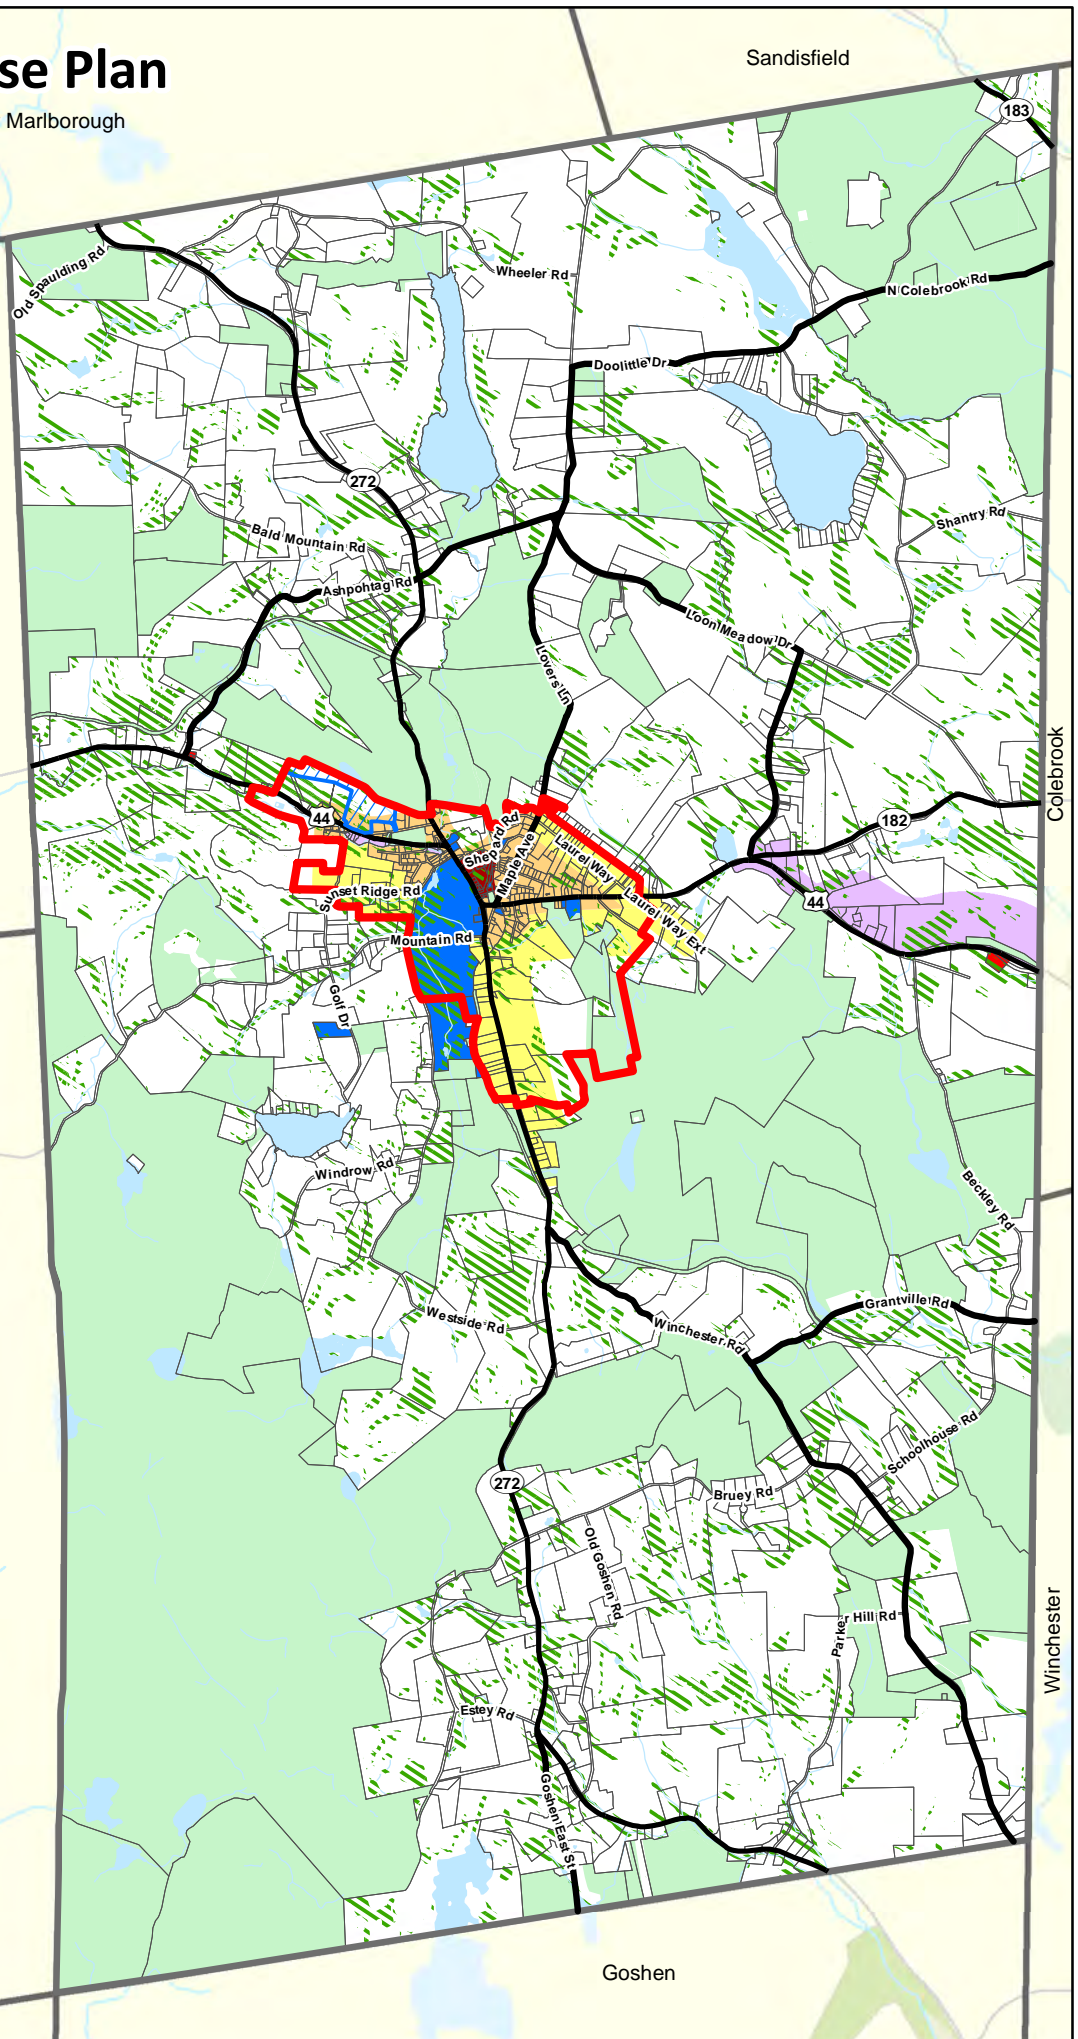 se Plan
Sandisfield
Marlborough
183
Old Spaulding Rd
Wheeler Rd
N Colebrook Rd
Doolittle Dr
272
Shantry Rd
Bald Mountain Rd
Ashpohtag Rd
Loon Meadow Dr
Lovers Ln
Colebrook
44
182
Shepard Rd
Maple Ave
Laurel Way
Sunset Ridge Rd
Laurel Way Ext
44
Mountain Rd
Golf Dr
Windrow Rd
Beckley Rd
Grantville Rd
Westside Rd
Winchester Rd
Schoolhouse Rd
272
Bruey Rd
Old Goshen Rd
Parker Hill Rd
Winchester
Estey Rd
Goshen East St
Goshen